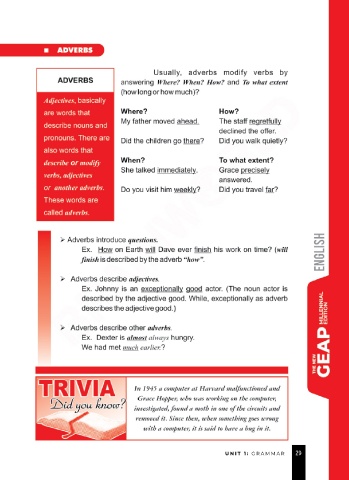 ADVERBS
ADVERBS
Adjectives, basically
are words that
describe nouns and
pronouns. There are
also words that
describe or modify
verbs, adjectives
or another adverbs.
These words are
called adverbs.
Usually, adverbs modify verbs by
answering Where? When? How? and To what extent
(how long or how much)?
Where?
My father moved ahead.
Did the children go there?
How?
The staff regretfully
declined the offer.
Did you walk quietly?
When?
She talked immediately.
Do you visit him weekly?
To what extent?
Grace precisely
answered.
Did you travel far?
➢ Adverbs introduce questions.
Ex. How on Earth will Dave ever finish his work on time? (will
finish is described by the adverb “how”.
➢ Adverbs describe adjectives.
Ex. Johnny is an exceptionally good actor. (The noun actor is
described by the adjective good. While, exceptionally as adverb
describes the adjective good.)
➢ Adverbs describe other adverbs.
Ex. Dexter is almost always hungry.
We had met much earlier.?
ENGLISH
THE NEW GEAP MILLENNIAL EDITION
TRIVIA
Did you know?
In 1945 a computer at Harvard malfunctioned and
Grace Hopper, who was working on the computer,
investigated, found a moth in one of the circuits and
removed it. Since then, when something goes wrong
with a computer, it is said to have a bug in it.
UNIT 1: GRAMMAR 29